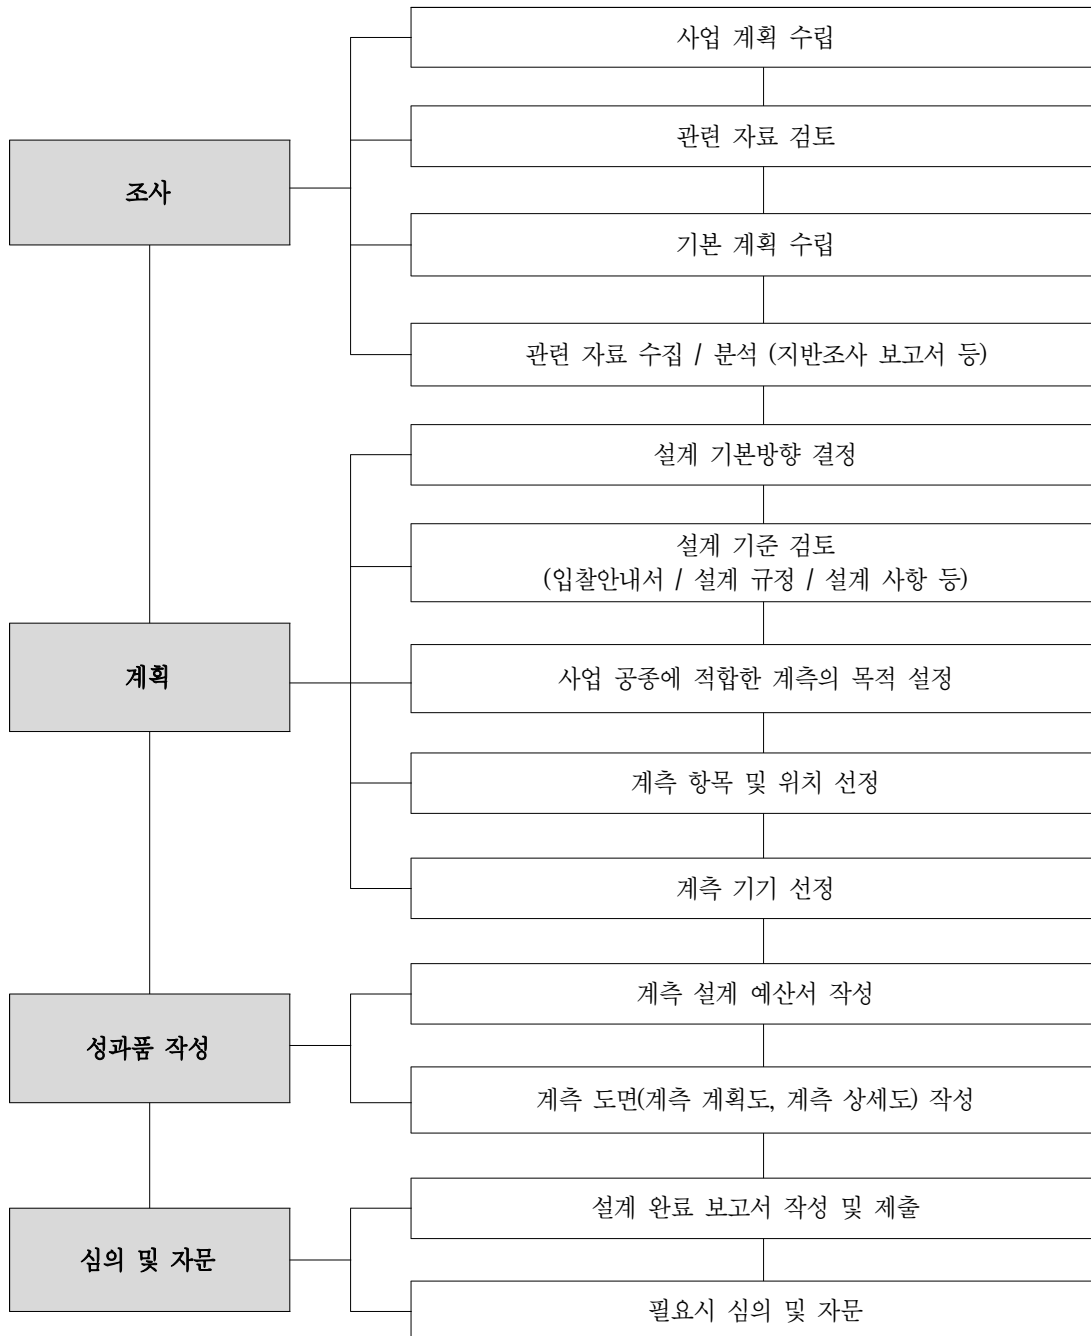 사업 계획 수립
관련 자료 검토
조사
기본 계획 수립
관련 자료 수집 / 분석 (지반조사 보고서 등)
설계 기본방향 결정
설계 기준 검토
(입찰안내서 / 설계 규정 / 설계 사항 등)
계획
사업 공종에 적합한 계측의 목적 설정
계측 항목 및 위치 선정
계측 기기 선정
계측 설계 예산서 작성
성과품 작성
계측 도면(계측 계획도, 계측 상세도) 작성
설계 완료 보고서 작성 및 제출
심의 및 자문
필요시 심의 및 자문